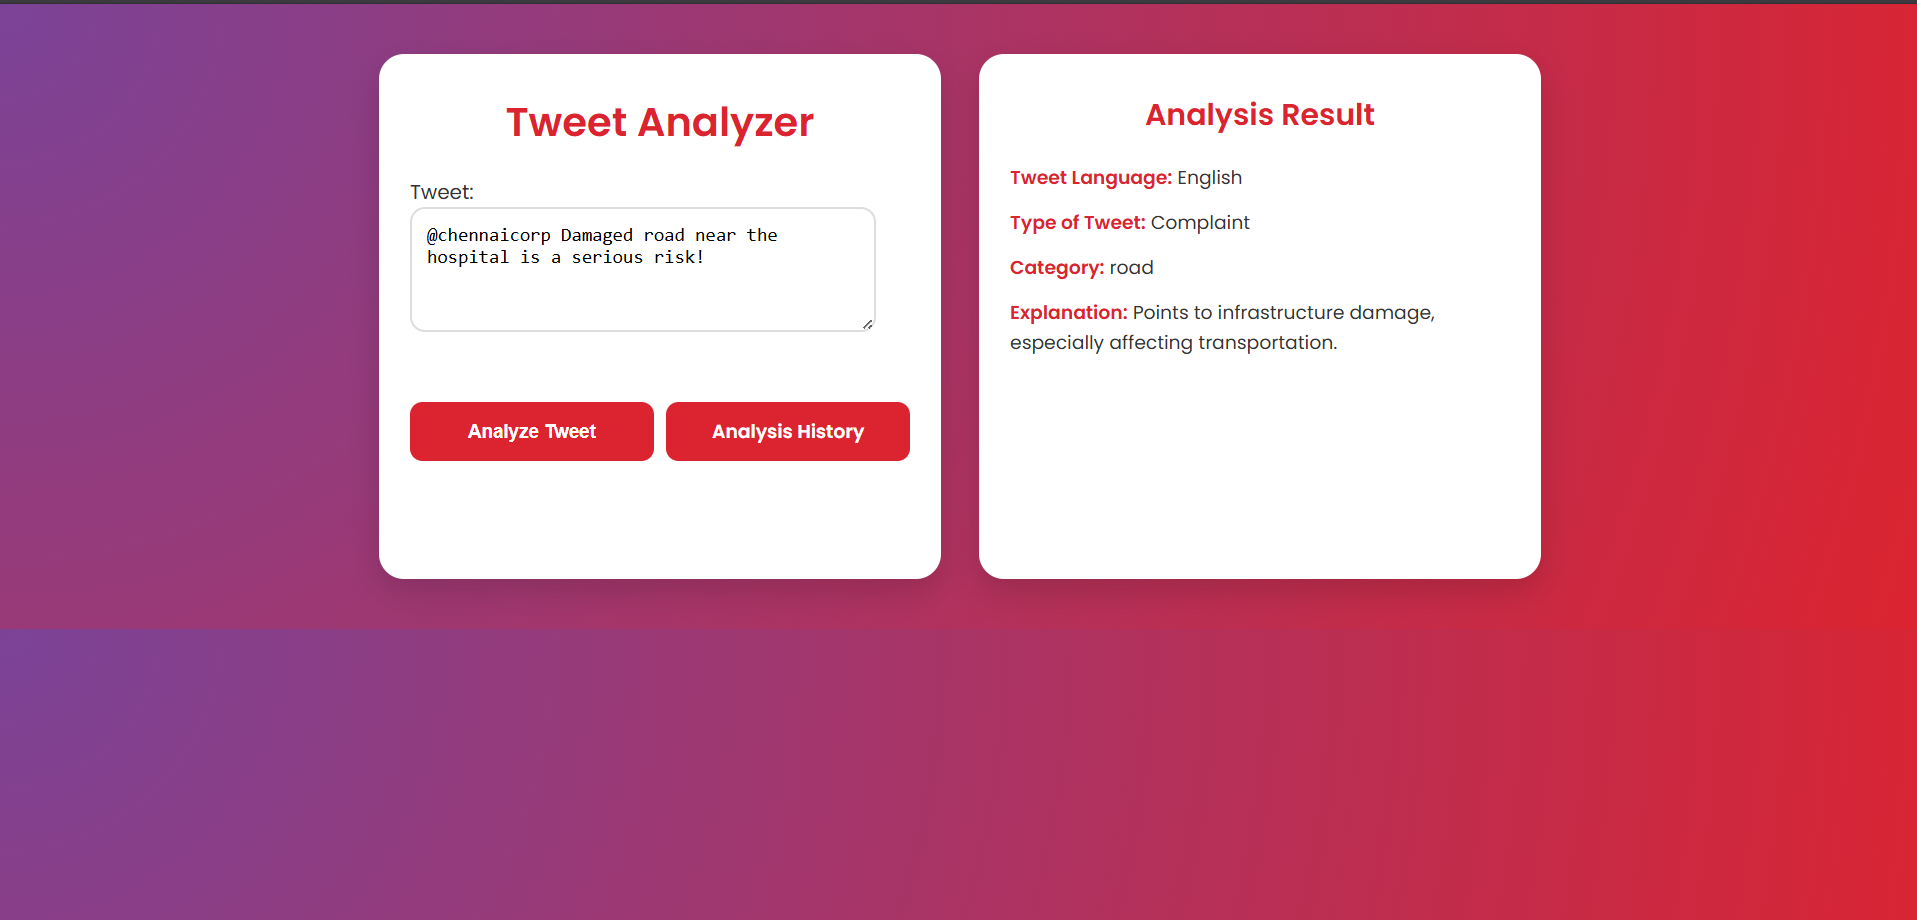 Tweet Analyzer
Tweet:
@chennaicorp Damaged road near the
hospital is a serious risk!
Analyze Tweet
Analysis History
Analysis Result
Tweet Language: English
Type of Tweet: Complaint
Category: road
Explanation: Points to infrastructure damage,
especially affecting transportation.